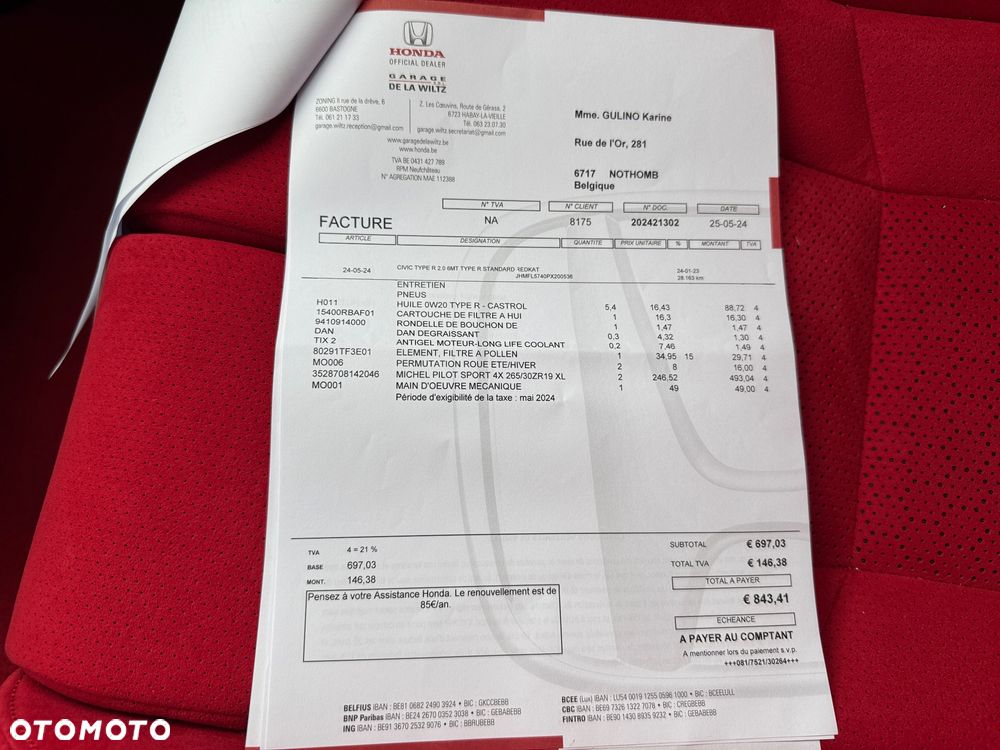 HONDA
OFFICIAL DEALER
GARAGE
SRL
DE LA WILTZ
ZONING II rue de la drève, 6
6600 BASTOGNE
Tél. 061 21 17 33
garage.wiltz.reception@gmail.com
Z. Les Cœuvins, Route de Gérasa, 2
6723 HABAY-LA-VIEILLE
Tél. 063 23.07.30
garage.wiltz.secretariat@gmail.com
www.garagedelawiltz.be
www.honda.be
TVA BE 0431 427 789
RPM Neufchâteau
N° AGREGATION MAE 112388
Mme. GULINO Karine
Rue de l'Or, 281
6717 NOTHOMB
Belgique
N° TVA N° CLIENT N° DOC. DATE
FACTURE NA 8175 202421302 25-05-24
ARTICLE DESIGNATION QUANTITE PRIX UNITAIRE % MONTANT TVA
24-05-24 CIVIC TYPE R 2.0 6MT TYPE R STANDARD REDKAT 24-01-23
JHMFL5740PX200536 28.163 km
ENTRETIEN
PNEUS
H011 HUILE 0W20 TYPE R - CASTROL 5,4 16,43 88,72 4
15400RBAF01 CARTOUCHE DE FILTRE A HUI 1 16,3 16,30 4
9410914000 RONDELLE DE BOUCHON DE 1 1,47 1,47 4
DAN DAN DEGRAISSANT 0,3 4,32 1,30 4
TIX 2 ANTIGEL MOTEUR-LONG LIFE COOLANT 0,2 7,46 1,49 4
80291TF3E01 ELEMENT, FILTRE A POLLEN 1 34,95 15 29,71 4
MO006 PERMUTATION ROUE ETE/HIVER 2 8 16,00 4
3528708142046 MICHEL PILOT SPORT 4X 265/30ZR19 XL 2 246,52 493,04 4
MO001 MAIN D'OEUVRE MECANIQUE 1 49 49,00 4
Période d'exigibilité de la taxe : mai 2024
TVA 4 = 21 %
BASE 697,03
MONT. 146,38
SUBTOTAL € 697,03
TOTAL TVA € 146,38
TOTAL A PAYER
€ 843,41
ECHEANCE
A PAYER AU COMPTANT
A mentionner lors du paiement s.v.p.
+++081/7521/30264+++
Pensez à votre Assistance Honda. Le renouvellement est de
85€/an.
BELFIUS IBAN : BE81 0682 2490 3924 • BIC : GKCCBEBB
BNP Paribas IBAN : BE24 2670 0352 3038 • BIC : GEBABEBB
ING IBAN : BE91 3670 2532 9076 • BIC : BBRUBEBB
BCEE (Lux) IBAN : LU54 0019 1255 0596 1000 • BIC : BCEELULL
CBC IBAN : BE69 7326 1322 7078 • BIC : CREGBEBB
FINTRO IBAN : BE90 1430 8935 9232 • BIC : GEBABEBB
OTOMOTO